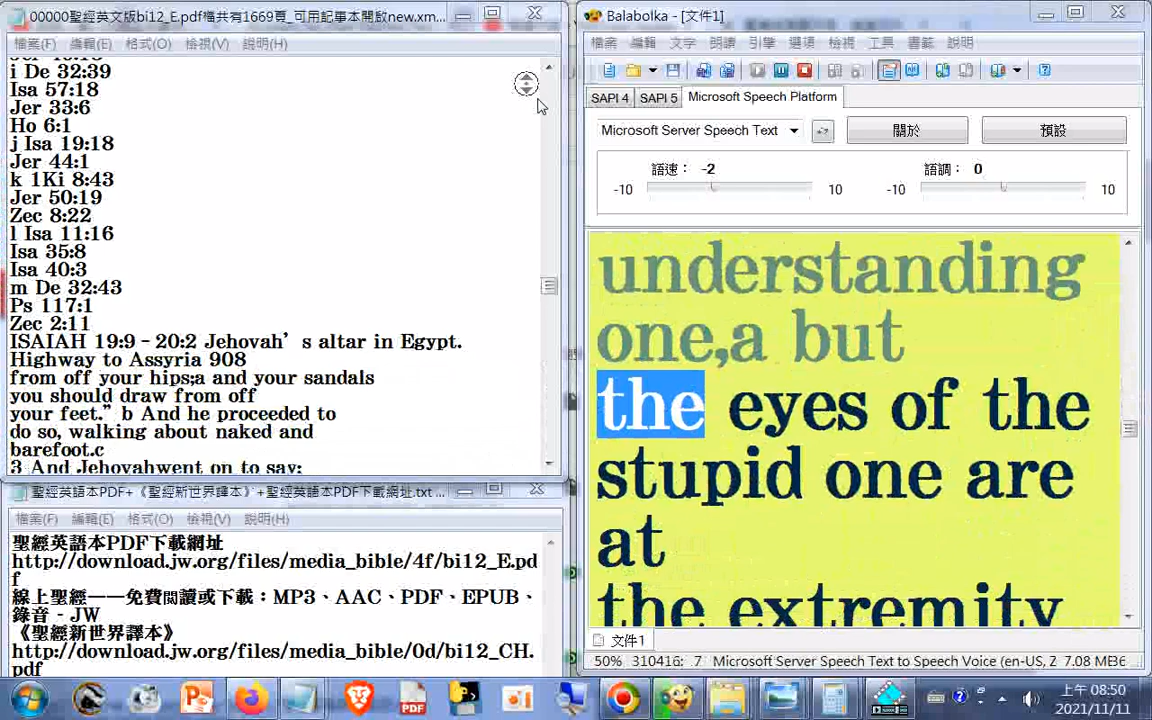 00000聖經英文版bi12_E.pdf檔共有1669頁_可用記事本開啟new.xm...
檔案(F) 編輯(E) 格式(O) 檢視(V) 說明(H)
i De 32:39
Isa 57:18
Jer 33:6
Ho 6:1
j Isa 19:18
Jer 44:1
k 1Ki 8:43
Jer 50:19
Zec 8:22
l Isa 11:16
Isa 35:8
Isa 40:3
m De 32:43
Ps 117:1
Zec 2:11
ISAIAH 19:9–20:2 Jehovah’s altar in Egypt.
Highway to Assyria 908
from off your hips;a and your sandals
you should draw from off
your feet.” b And he proceeded to
do so, walking about naked and
barefoot.c
3 And Jehovahwent on to say:
聖經英語本PDF+《聖經新世界譯本》+聖經英語本PDF下載網址.txt ...
檔案(F) 編輯(E) 格式(O) 檢視(V) 說明(H)
聖經英語本PDF下載網址
http://download.jw.org/files/media_bible/4f/bi12_E.pd
f
線上聖經——免費閱讀或下載：MP3、AAC、PDF、EPUB、
錄音 - JW
《聖經新世界譯本》
http://download.jw.org/files/media_bible/0d/bi12_CH.
pdf
Balabolka - [文件1]
檔案 編輯 文字 朗讀 引擎 選項 檢視 工具 書籤 說明
SAPI 4 SAPI 5 Microsoft Speech Platform
Microsoft Server Speech Text 關於 預設
語速： -2 語調： 0
-10 10 -10 10
understanding
one,a but
the eyes of the
stupid one are
at
the extremity
文件1
50% 310416: 7 Microsoft Server Speech Text to Speech Voice (en-US, Z 7.08 MB
上午 08:50
2021/11/11